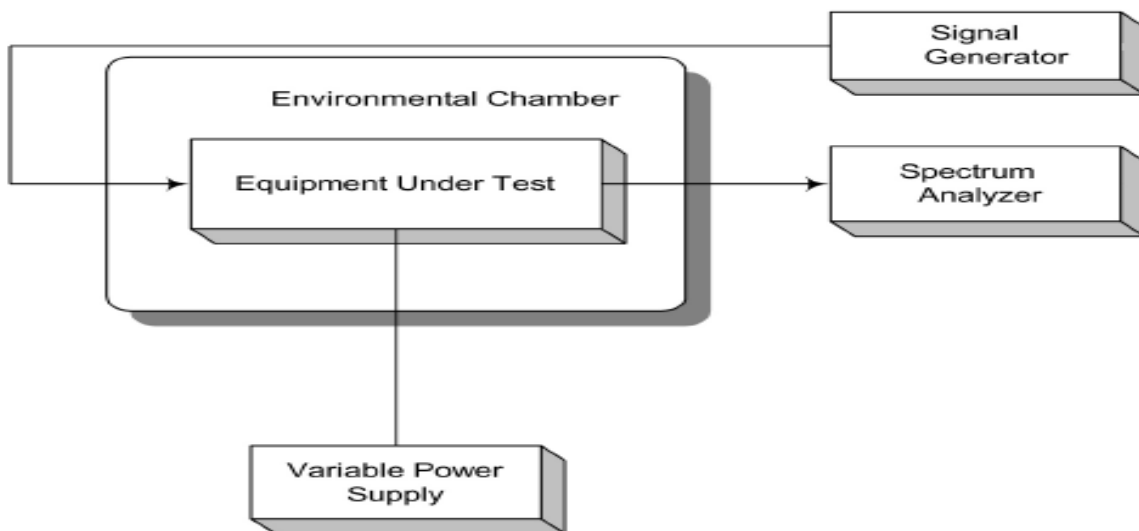 Signal
Generator
Environmental Chamber
Equipment Under Test
Spectrum
Analyzer
Variable Power
Supply